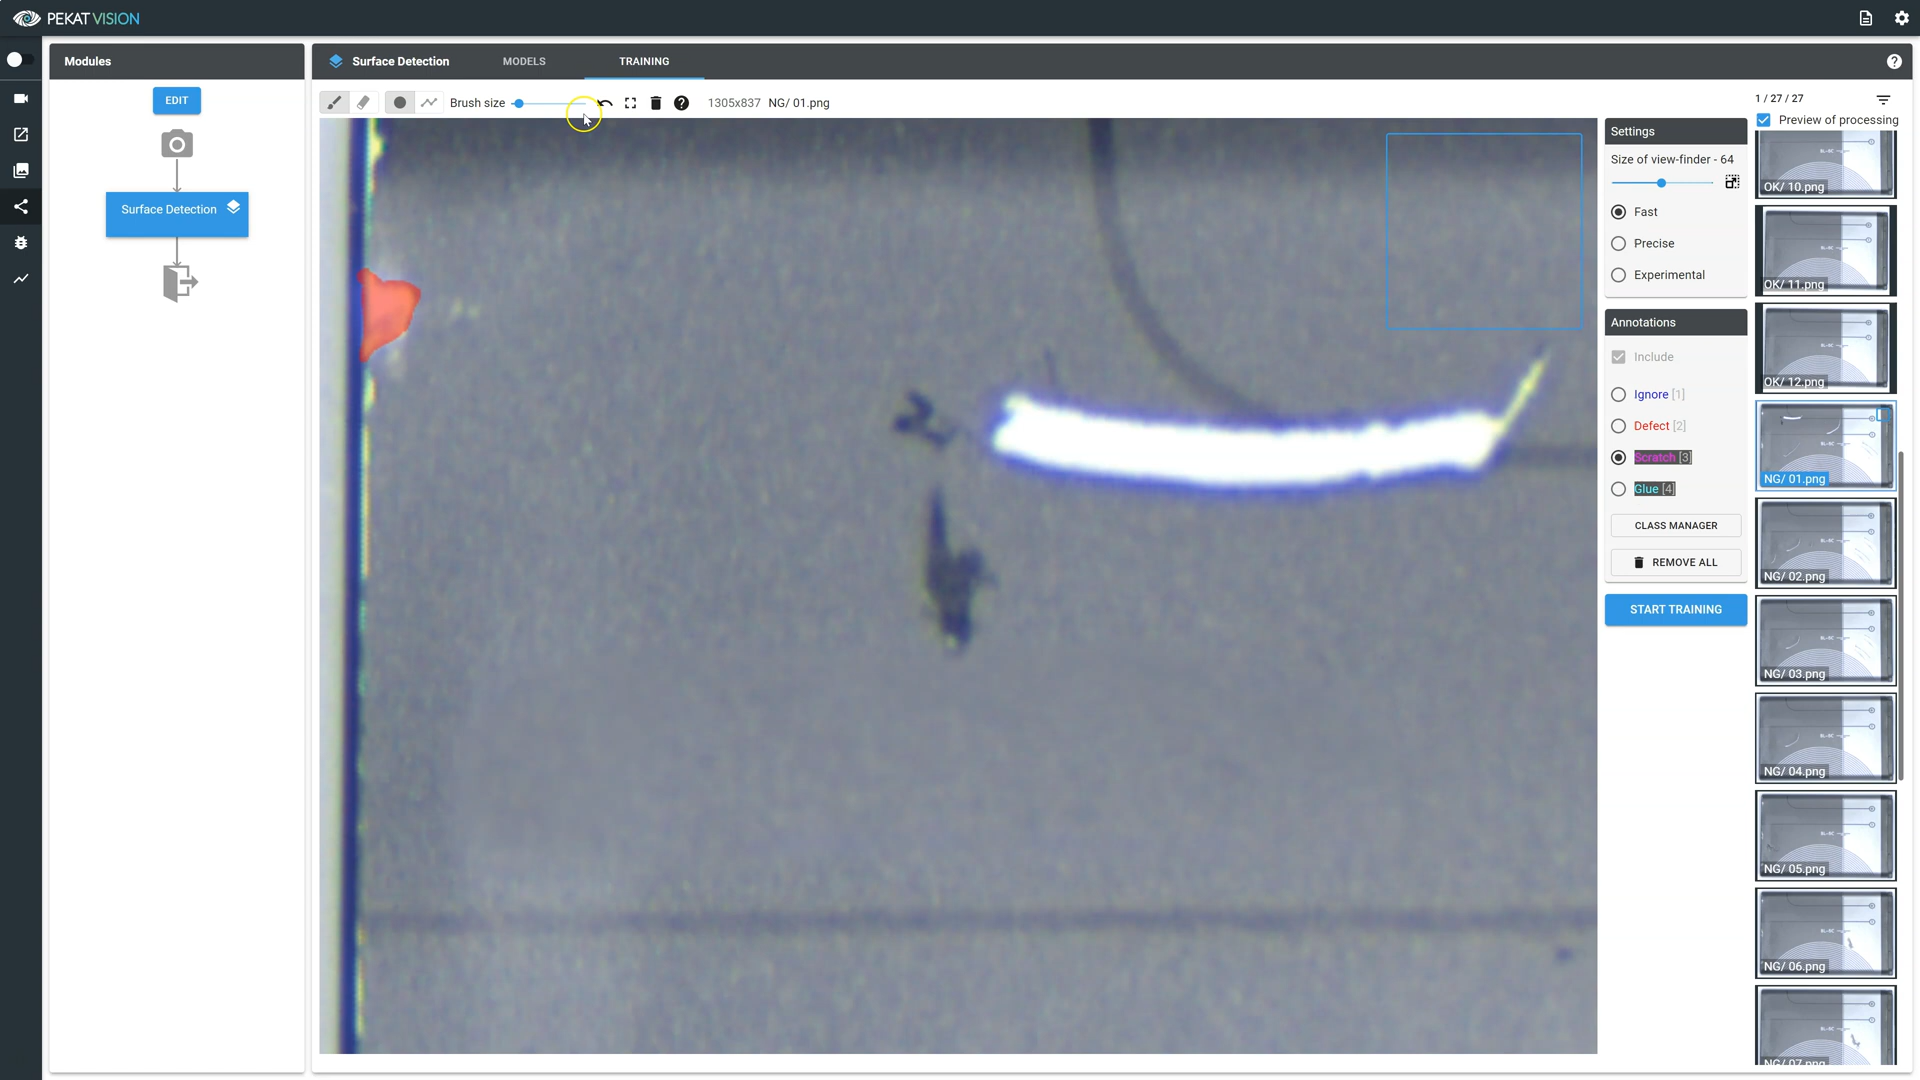 PEKAT VISION
Modules
EDIT
Surface Detection
Surface Detection
MODELS
TRAINING
Brush size
1305x837 NG/ 01.png
Settings
Size of view-finder - 64
Fast
Precise
Experimental
Annotations
Include
Ignore [1]
Defect [2]
Scratch [3]
Glue [4]
CLASS MANAGER
REMOVE ALL
START TRAINING
1 / 27 / 27
Preview of processing
OK/ 10.png
OK/ 11.png
OK/ 12.png
NG/ 01.png
NG/ 02.png
NG/ 03.png
NG/ 04.png
NG/ 05.png
NG/ 06.png
NG/ 07.png